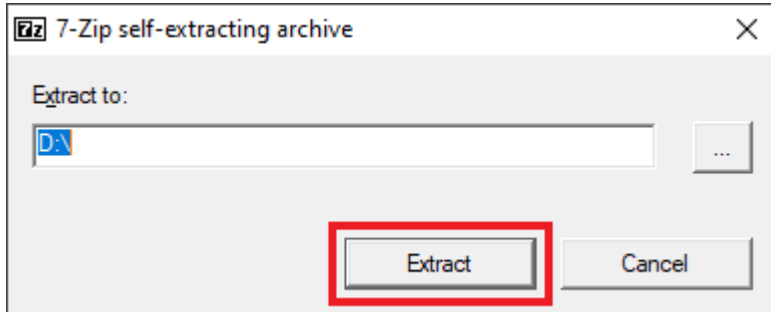 7z 7-Zip self-extracting archive
Extract to:
D:\
...
Extract Cancel